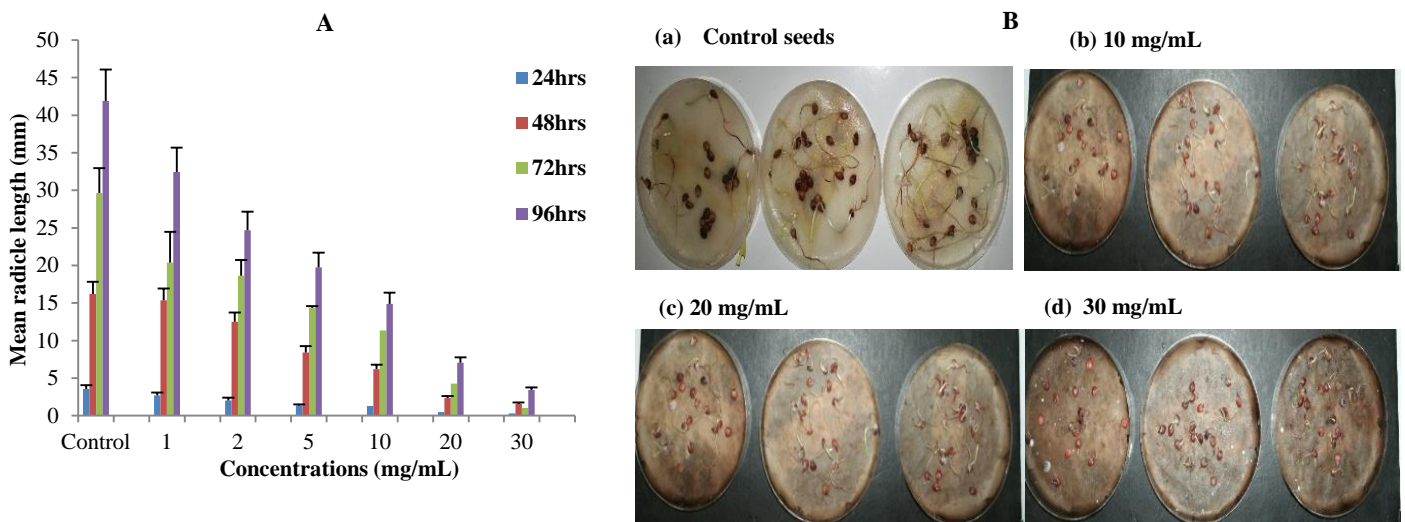 A
50
45
40
35
30
25
20
15
10
5
0
Mean radicle length (mm)
24hrs
48hrs
72hrs
96hrs
Control 1 2 5 10 20 30
Concentrations (mg/mL)
B
(a) Control seeds
(b) 10 mg/mL
(c) 20 mg/mL
(d) 30 mg/mL